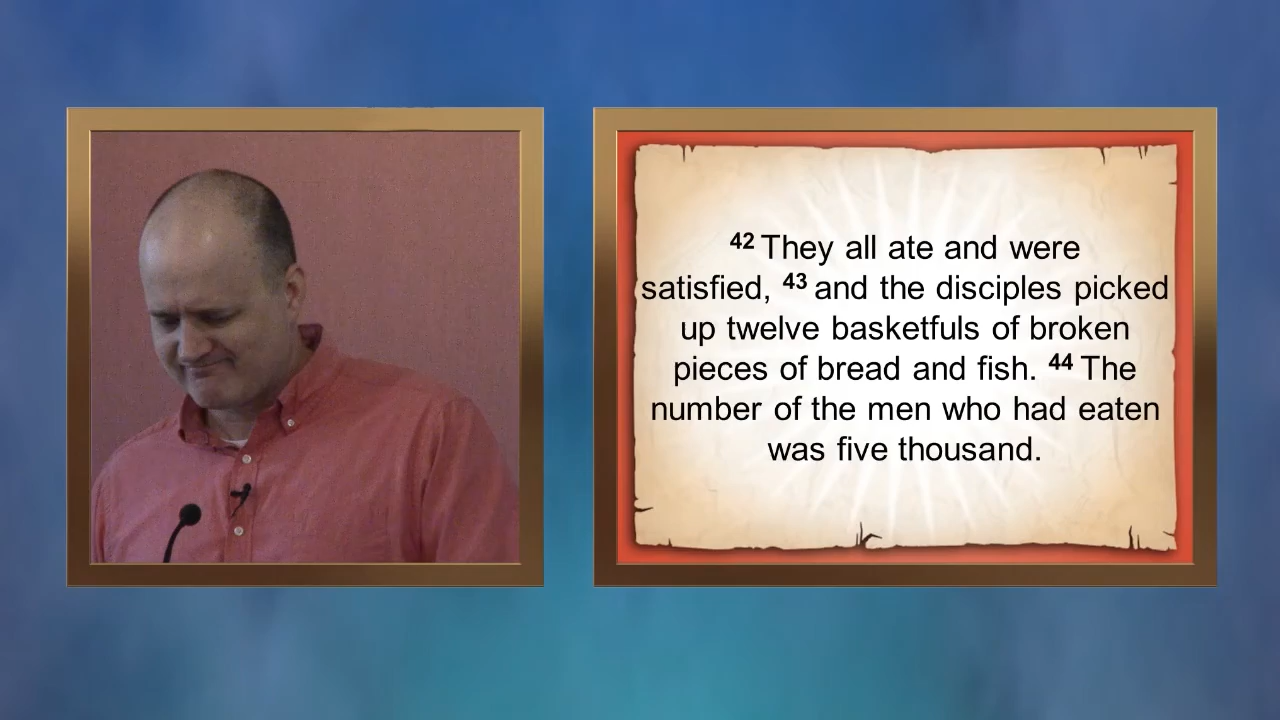 42 They all ate and were
satisfied, 43 and the disciples picked
up twelve basketfuls of broken
pieces of bread and fish. 44 The
number of the men who had eaten
was five thousand.